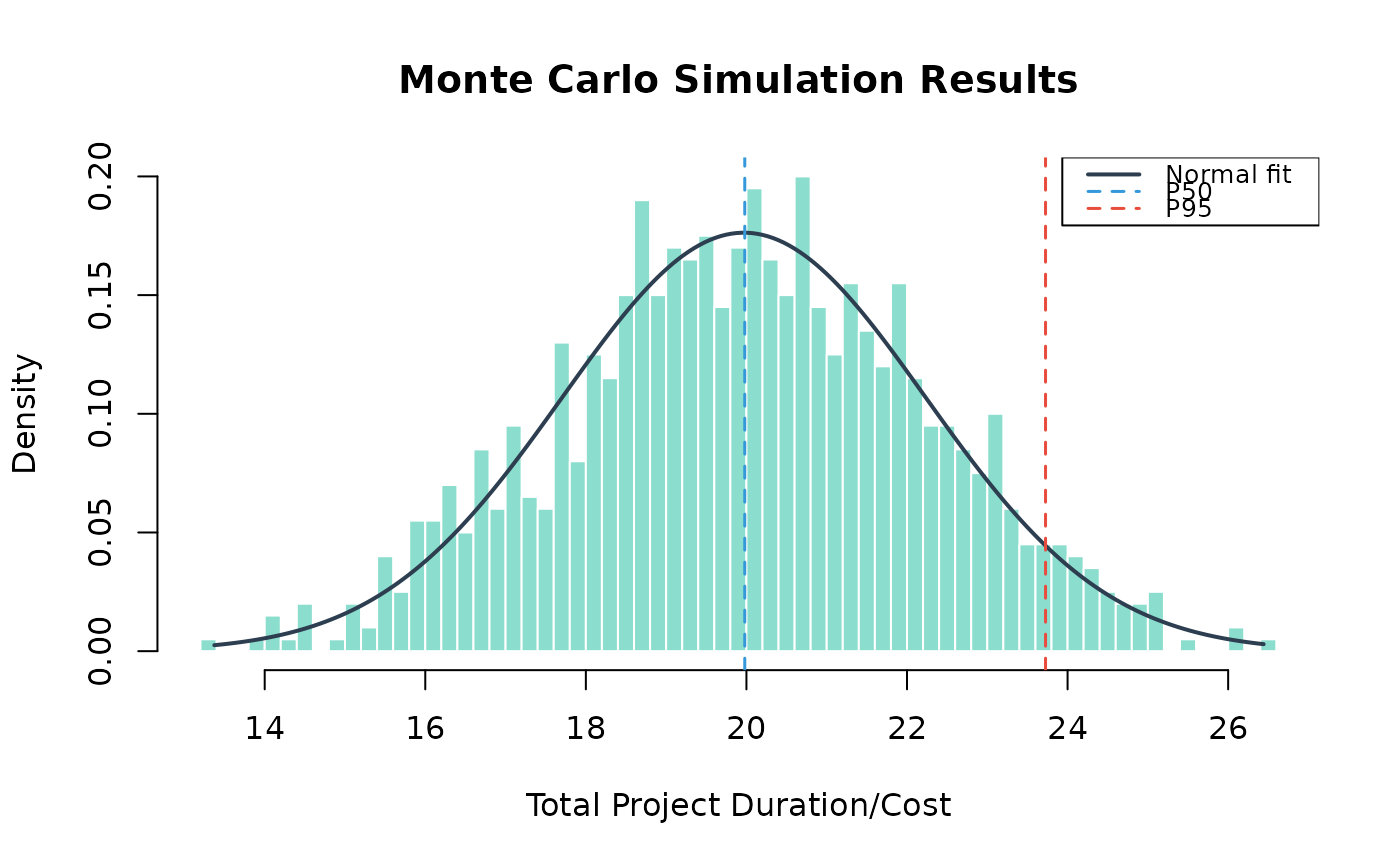 Monte Carlo Simulation Results
Normal fit
P50
P95
Density
0.20
0.15
0.10
0.05
0.00
14 16 18 20 22 24 26
Total Project Duration/Cost